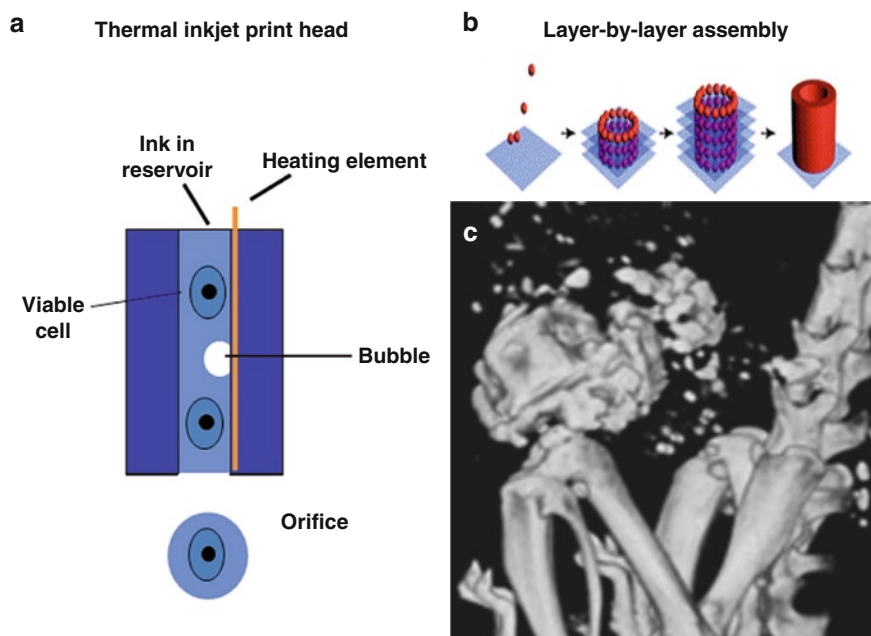 a
Thermal inkjet print head
Ink in
reservoir
Heating element
Viable
cell
Bubble
Orifice
b
Layer-by-layer assembly
c